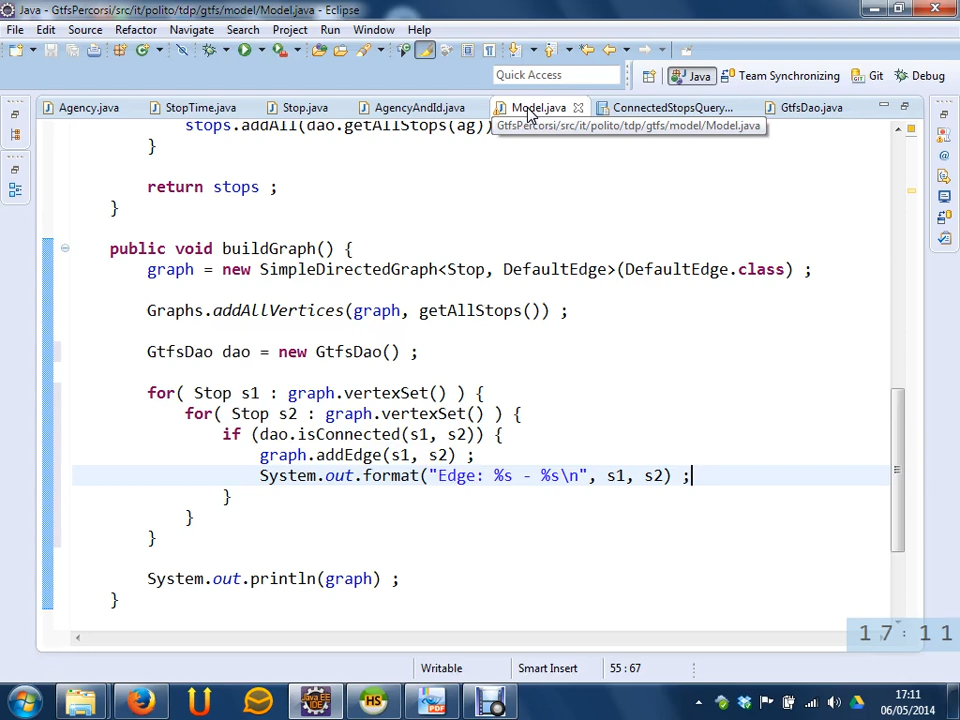 Java - GtfsPercorsi/src/it/polito/tdp/gtfs/model/Model.java - Eclipse
File Edit Source Refactor Navigate Search Project Run Window Help
Quick Access
Java Team Synchronizing Git Debug
Agency.java StopTime.java Stop.java AgencyAndId.java Model.java ConnectedStopsQuery... GtfsDao.java
GtfsPercorsi/src/it/polito/tdp/gtfs/model/Model.java
stops.addAll(dao.getAllStops(ag))
}
return stops ;
}
public void buildGraph() {
graph = new SimpleDirectedGraph<Stop, DefaultEdge>(DefaultEdge.class) ;
Graphs.addAllVertices(graph, getAllStops()) ;
GtfsDao dao = new GtfsDao() ;
for( Stop s1 : graph.vertexSet() ) {
for( Stop s2 : graph.vertexSet() ) {
if (dao.isConnected(s1, s2)) {
graph.addEdge(s1, s2) ;
System.out.format("Edge: %s - %s\n", s1, s2) ;
}
}
}
System.out.println(graph) ;
}
17:11
Writable Smart Insert 55 : 67
HS
PDF
17:11
06/05/2014